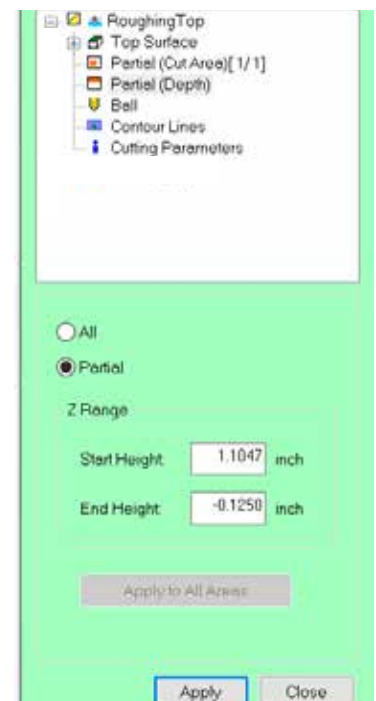 RoughingTop
Top Surface
Partial (Cut Area)[1/1]
Partial (Depth)
Ball
Contour Lines
Cutting Parameters
All
Partial
Z Range
Start Height: 1.1047 inch
End Height: -0.1250 inch
Apply to All Areas
Apply Close